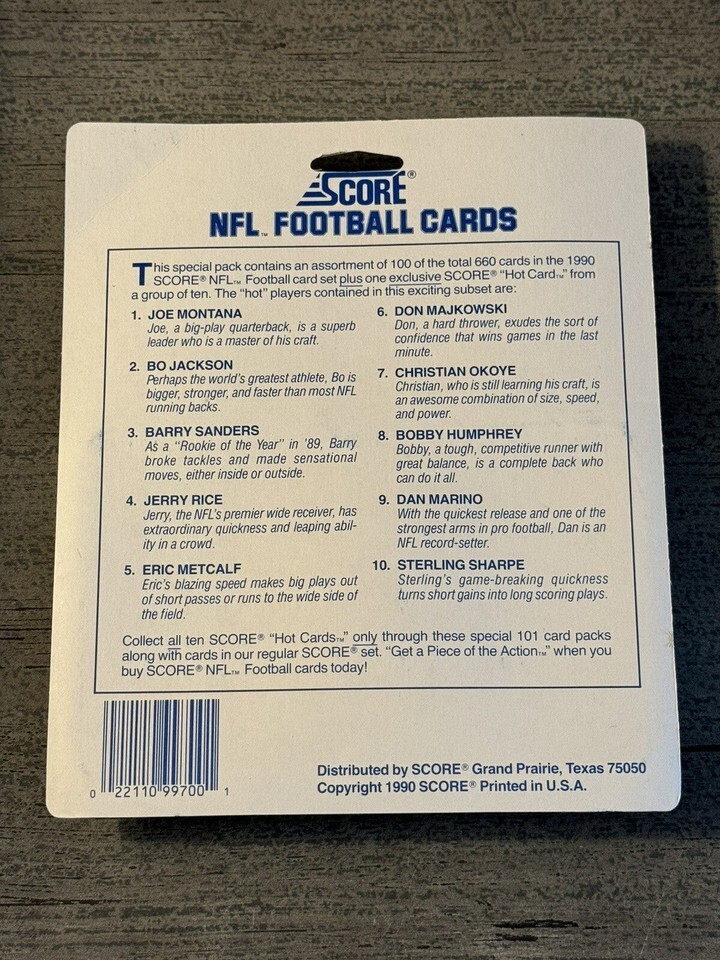 SCORE®
NFL™ FOOTBALL CARDS
This special pack contains an assortment of 100 of the total 660 cards in the 1990
SCORE® NFL™ Football card set plus one exclusive SCORE® "Hot Card™" from
a group of ten. The "hot" players contained in this exciting subset are:
1. JOE MONTANA
Joe, a big-play quarterback, is a superb
leader who is a master of his craft.
2. BO JACKSON
Perhaps the world's greatest athlete, Bo is
bigger, stronger, and faster than most NFL
running backs.
3. BARRY SANDERS
As a "Rookie of the Year" in '89, Barry
broke tackles and made sensational
moves, either inside or outside.
4. JERRY RICE
Jerry, the NFL's premier wide receiver, has
extraordinary quickness and leaping abil-
ity in a crowd.
5. ERIC METCALF
Eric's blazing speed makes big plays out
of short passes or runs to the wide side of
the field.
6. DON MAJKOWSKI
Don, a hard thrower, exudes the sort of
confidence that wins games in the last
minute.
7. CHRISTIAN OKOYE
Christian, who is still learning his craft, is
an awesome combination of size, speed,
and power.
8. BOBBY HUMPHREY
Bobby, a tough, competitive runner with
great balance, is a complete back who
can do it all.
9. DAN MARINO
With the quickest release and one of the
strongest arms in pro football, Dan is an
NFL record-setter.
10. STERLING SHARPE
Sterling's game-breaking quickness
turns short gains into long scoring plays.
Collect all ten SCORE® "Hot Cards™" only through these special 101 card packs
along with cards in our regular SCORE® set. "Get a Piece of the Action™" when you
buy SCORE® NFL™ Football cards today!
0 22110 99700 1
Distributed by SCORE® Grand Prairie, Texas 75050
Copyright 1990 SCORE® Printed in U.S.A.